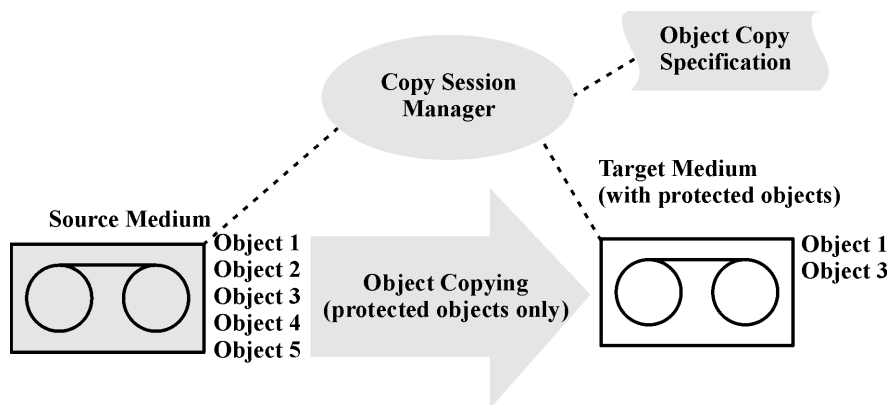 Object Copy
Specification
Copy Session
Manager
Target Medium
(with protected objects)
Source Medium
Object 1
Object 2
Object 3
Object 4
Object 5
Object Copying
(protected objects only)
Object 1
Object 3